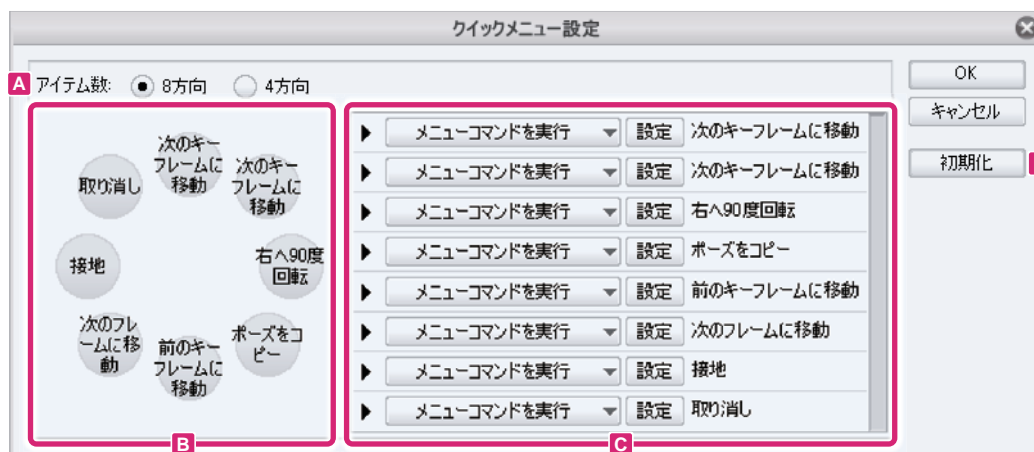 クイックメニュー設定
A アイテム数: 8方向 4方向
OK
キャンセル
初期化
次のキー
フレームに
移動
次のキー
フレームに
移動
右へ90度
回転
ポーズをコ
ピー
前のキー
フレームに
移動
次のフレ
ームに移
動
接地
取り消し
B
メニューコマンドを実行 設定 次のキーフレームに移動
メニューコマンドを実行 設定 次のキーフレームに移動
メニューコマンドを実行 設定 右へ90度回転
メニューコマンドを実行 設定 ポーズをコピー
メニューコマンドを実行 設定 前のキーフレームに移動
メニューコマンドを実行 設定 次のフレームに移動
メニューコマンドを実行 設定 接地
メニューコマンドを実行 設定 取り消し
C